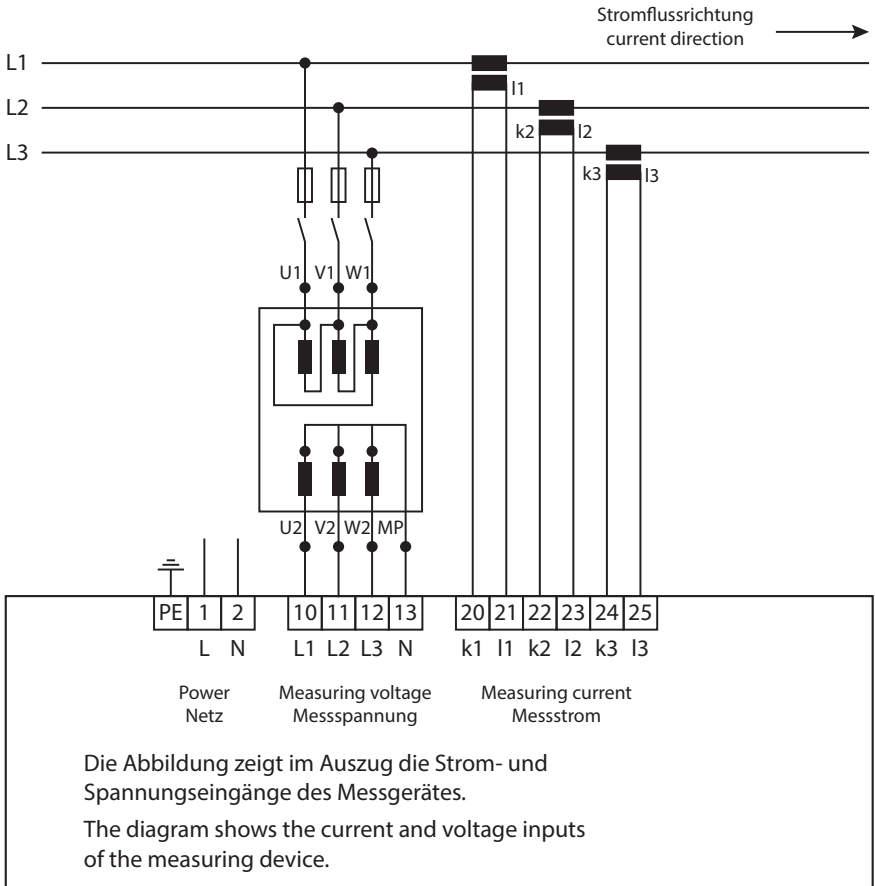 Stromflussrichtung
current direction
L1
l1
L2
k2 l2
L3
k3 l3
U1 V1 W1
U2 V2 W2 MP
PE 1 2 10 11 12 13 20 21 22 23 24 25
L N L1 L2 L3 N k1 l1 k2 l2 k3 l3
Power Measuring voltage Measuring current
Netz Messspannung Messstrom
Die Abbildung zeigt im Auszug die Strom- und
Spannungseingänge des Messgerätes.
The diagram shows the current and voltage inputs
of the measuring device.